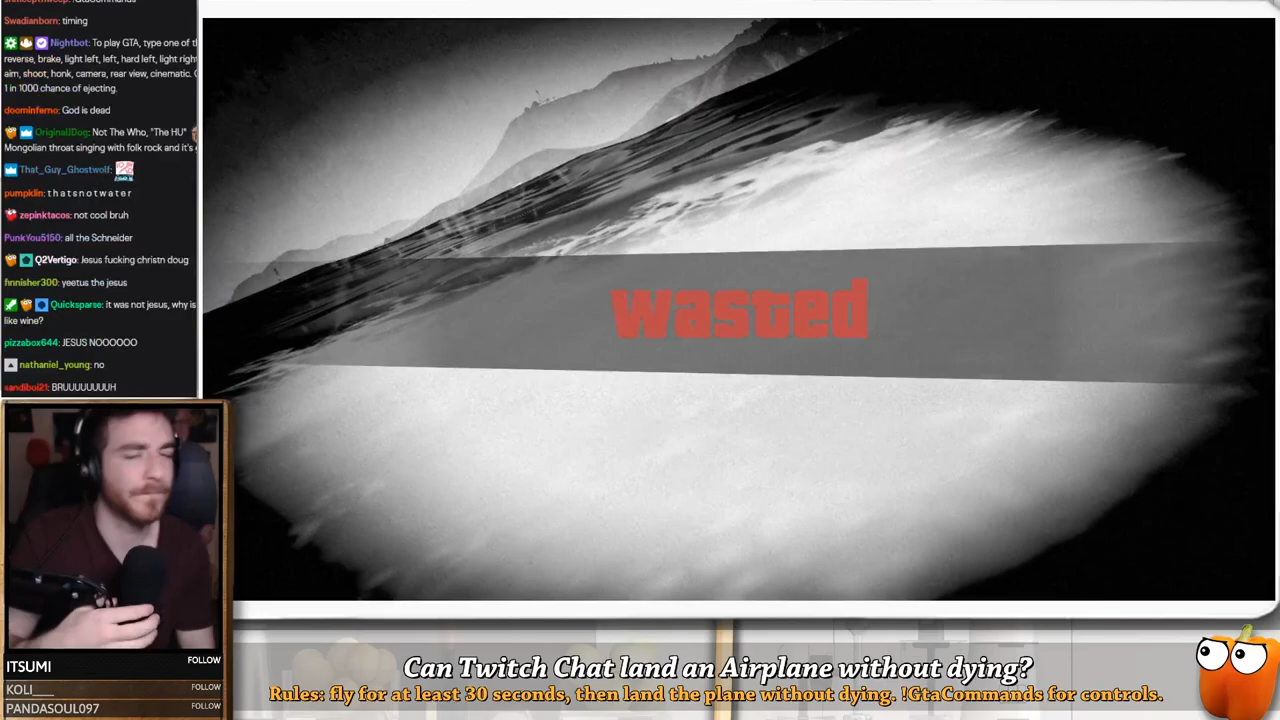 Swadianborn: timing
Nightbot: To play GTA, type one of th
reverse, brake, light left, left, hard left, light right
aim, shoot, honk, camera, rear view, cinematic.
1 in 1000 chance of ejecting.
doominferno: God is dead
OriginalJDog: Not The Who, "The HU"
Mongolian throat singing with folk rock and it's
That_Guy_Ghostwolf:
pumpklin: t h a t s n o t w a t e r
zepinktacos: not cool bruh
PunkYou5150: all the Schneider
Q2Vertigo: Jesus fucking christn doug
finnisher300: yeetus the jesus
Quicksparse: it was not jesus, why is
like wine?
pizzabox644: JESUS NOOOOOO
nathaniel_young: no
sandiboi21: BRUUUUUUUH
wasted
ITSUMI FOLLOW
KOLI___ FOLLOW
PANDASOUL097 FOLLOW
Can Twitch Chat land an Airplane without dying?
Rules: fly for at least 30 seconds, then land the plane without dying. !GtaCommands for controls.